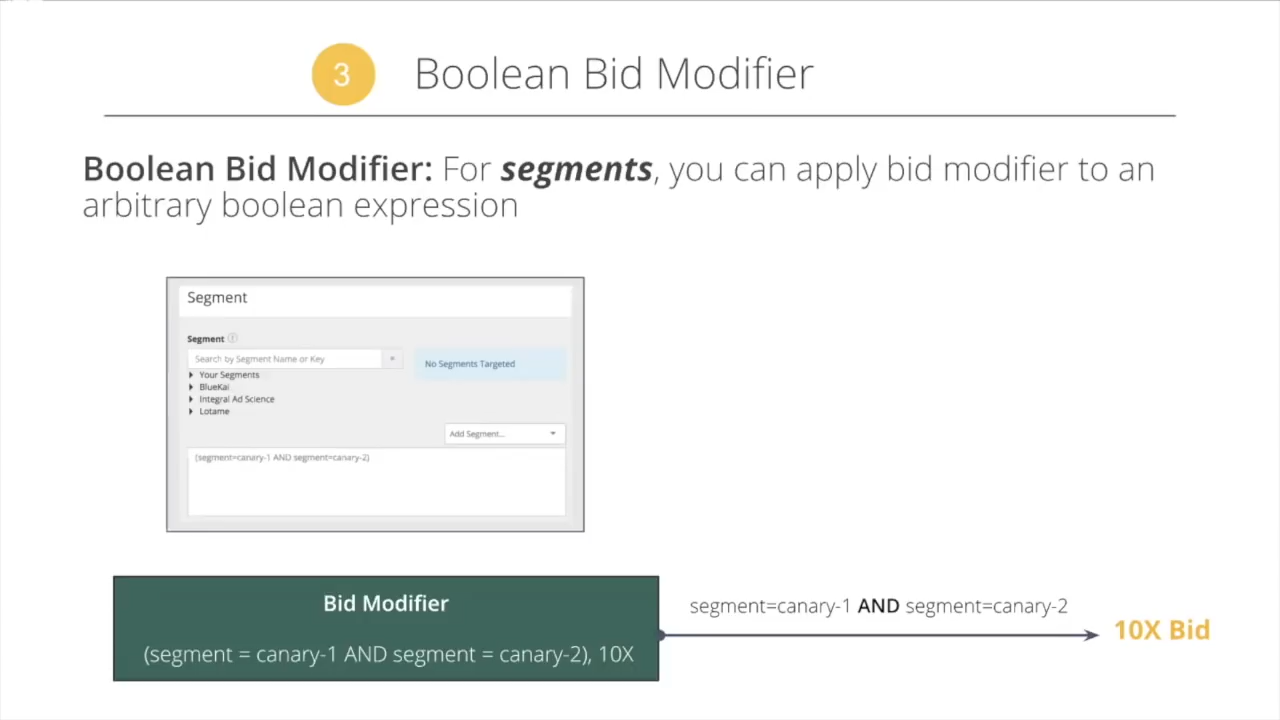 3 Boolean Bid Modifier
Boolean Bid Modifier: For segments, you can apply bid modifier to an
arbitrary boolean expression
Segment
Segment
Search by Segment Name or Key
No Segments Targeted
Your Segments
BlueKai
Integral Ad Science
Lotame
Add Segment...
(segment=canary-1 AND segment=canary-2)
Bid Modifier
(segment = canary-1 AND segment = canary-2), 10X
segment=canary-1 AND segment=canary-2
10X Bid